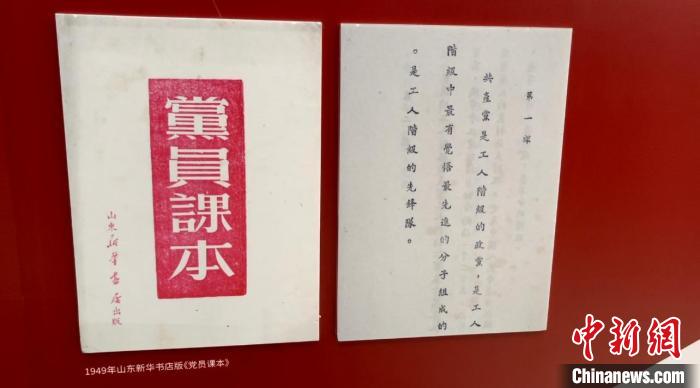 黨員課本
山東新華書店出版
第一課
共產黨是工人階級的政黨，是工人
階級中最有覺悟最先進的分子組成的
。是工人階級的先鋒隊。
1949年山东新华书店版《党员课本》
中新网
Chinanews.com